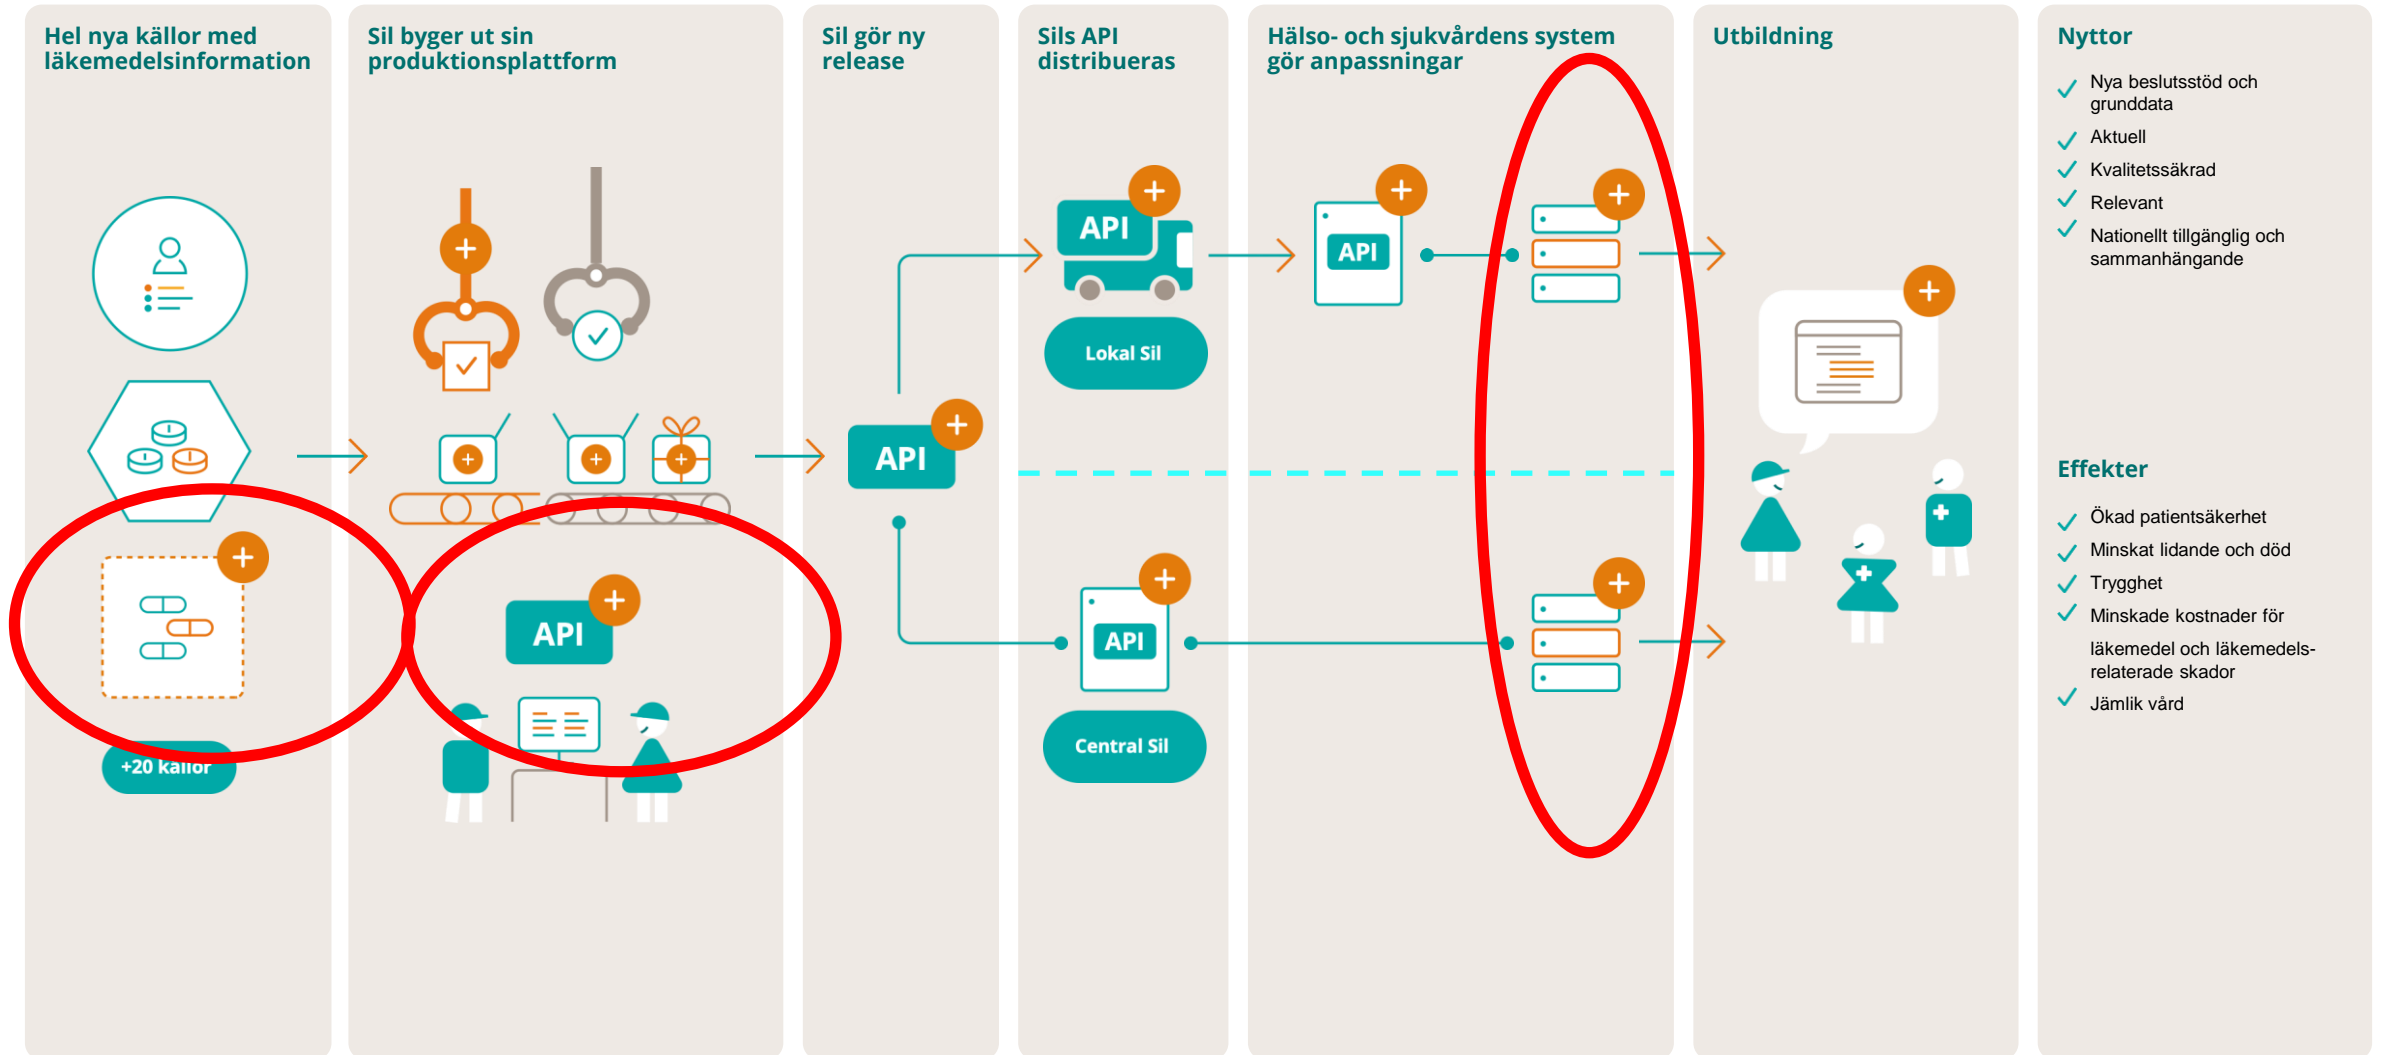 Hel nya källor med
läkemedelsinformation
+20 källor
Sil byger ut sin
produktionsplattform
API
Sil gör ny
release
API
Sils API
distribueras
API
Lokal Sil
API
Central Sil
Hälso- och sjukvårdens system
gör anpassningar
API
Utbildning
Nyttor
Nya beslutsstöd och
grunddata
Aktuell
Kvalitetssäkrad
Relevant
Nationellt tillgänglig och
sammanhängande
Effekter
Ökad patientsäkerhet
Minskat lidande och död
Trygghet
Minskade kostnader för
läkemedel och läkemedels-
relaterade skador
Jämlik vård